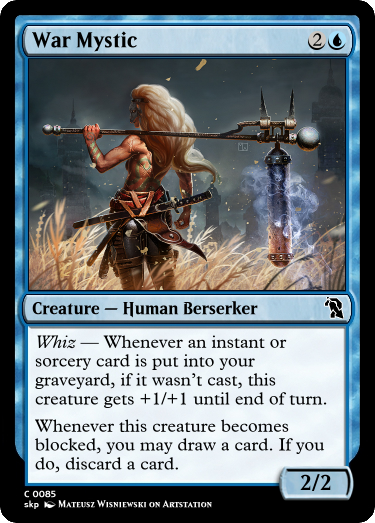 War Mystic 2
Creature — Human Berserker
Whiz — Whenever an instant or
sorcery card is put into your
graveyard, if it wasn't cast, this
creature gets +1/+1 until end of turn.
Whenever this creature becomes
blocked, you may draw a card. If you
do, discard a card.
2/2
C 0085
skp Mateusz Wisniewski on Artstation